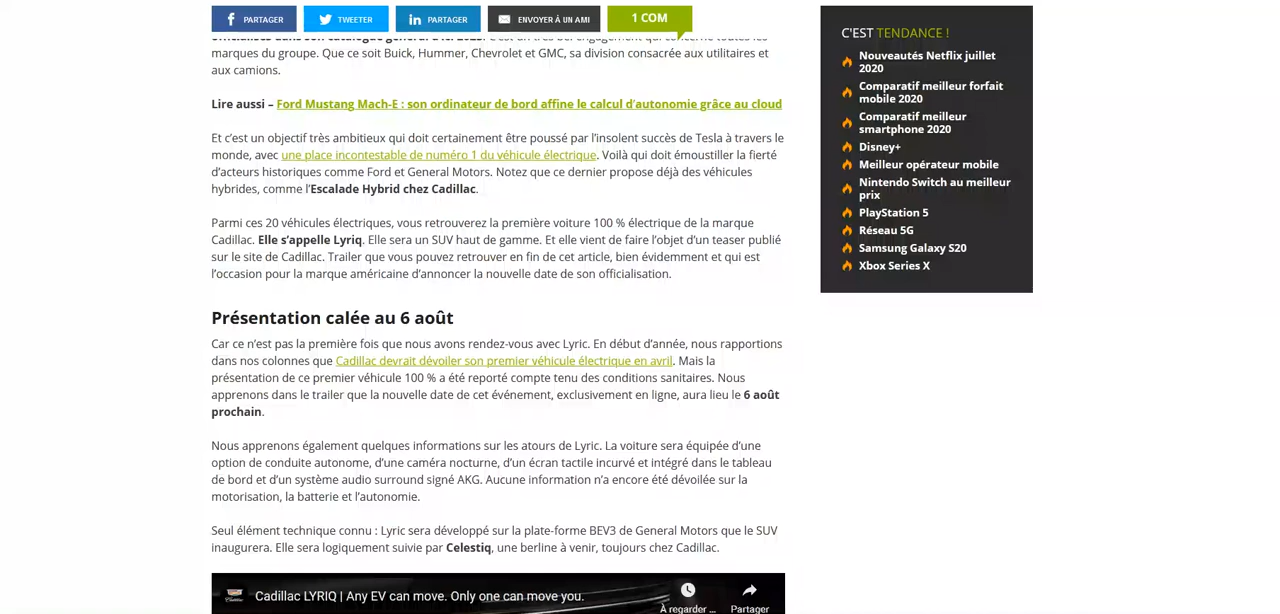 PARTAGER
TWEETER
PARTAGER
ENVOYER À UN AMI
1 COM
marques du groupe. Que ce soit Buick, Hummer, Chevrolet et GMC, sa division consacrée aux utilitaires et
aux camions.
Lire aussi – Ford Mustang Mach-E : son ordinateur de bord affine le calcul d'autonomie grâce au cloud
Et c'est un objectif très ambitieux qui doit certainement être poussé par l'insolent succès de Tesla à travers le
monde, avec une place incontestable de numéro 1 du véhicule électrique. Voilà qui doit émoustiller la fierté
d'acteurs historiques comme Ford et General Motors. Notez que ce dernier propose déjà des véhicules
hybrides, comme l'Escalade Hybrid chez Cadillac.
Parmi ces 20 véhicules électriques, vous retrouverez la première voiture 100 % électrique de la marque
Cadillac. Elle s'appelle Lyriq. Elle sera un SUV haut de gamme. Et elle vient de faire l'objet d'un teaser publié
sur le site de Cadillac. Trailer que vous pouvez retrouver en fin de cet article, bien évidemment et qui est
l'occasion pour la marque américaine d'annoncer la nouvelle date de son officialisation.
Présentation calée au 6 août
Car ce n'est pas la première fois que nous avons rendez-vous avec Lyric. En début d'année, nous rapportions
dans nos colonnes que Cadillac devrait dévoiler son premier véhicule électrique en avril. Mais la
présentation de ce premier véhicule 100 % a été reporté compte tenu des conditions sanitaires. Nous
apprenons dans le trailer que la nouvelle date de cet événement, exclusivement en ligne, aura lieu le 6 août
prochain.
Nous apprenons également quelques informations sur les atours de Lyric. La voiture sera équipée d'une
option de conduite autonome, d'une caméra nocturne, d'un écran tactile incurvé et intégré dans le tableau
de bord et d'un système audio surround signé AKG. Aucune information n'a encore été dévoilée sur la
motorisation, la batterie et l'autonomie.
Seul élément technique connu : Lyric sera développé sur la plate-forme BEV3 de General Motors que le SUV
inaugurera. Elle sera logiquement suivie par Celestiq, une berline à venir, toujours chez Cadillac.
Cadillac LYRIQ | Any EV can move. Only one can move you.
À regarder ...
Partager
C'EST TENDANCE !
Nouveautés Netflix juillet
2020
Comparatif meilleur forfait
mobile 2020
Comparatif meilleur
smartphone 2020
Disney+
Meilleur opérateur mobile
Nintendo Switch au meilleur
prix
PlayStation 5
Réseau 5G
Samsung Galaxy S20
Xbox Series X